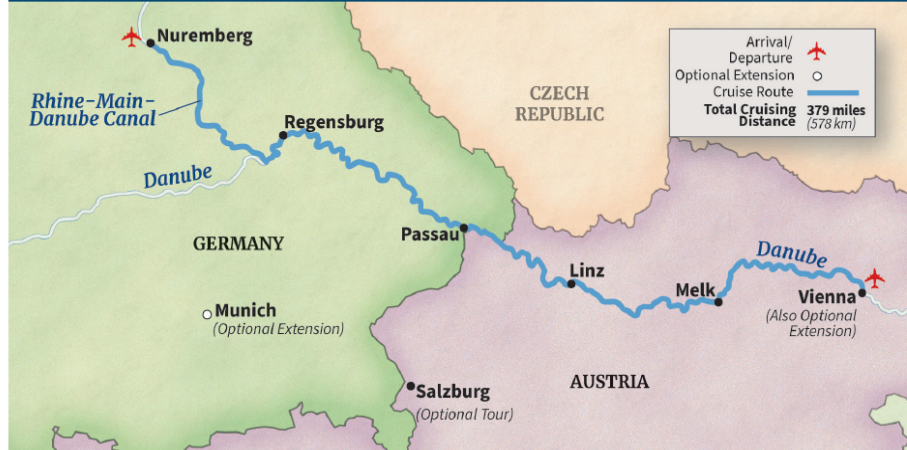 Nuremberg
Rhine–Main–
Danube Canal
Regensburg
Danube
GERMANY
Munich
(Optional Extension)
Passau
CZECH
REPUBLIC
Linz
Melk
Danube
Vienna
(Also Optional
Extension)
AUSTRIA
Salzburg
(Optional Tour)
Arrival/
Departure
Optional Extension
Cruise Route
Total Cruising 379 miles
Distance (578 km)